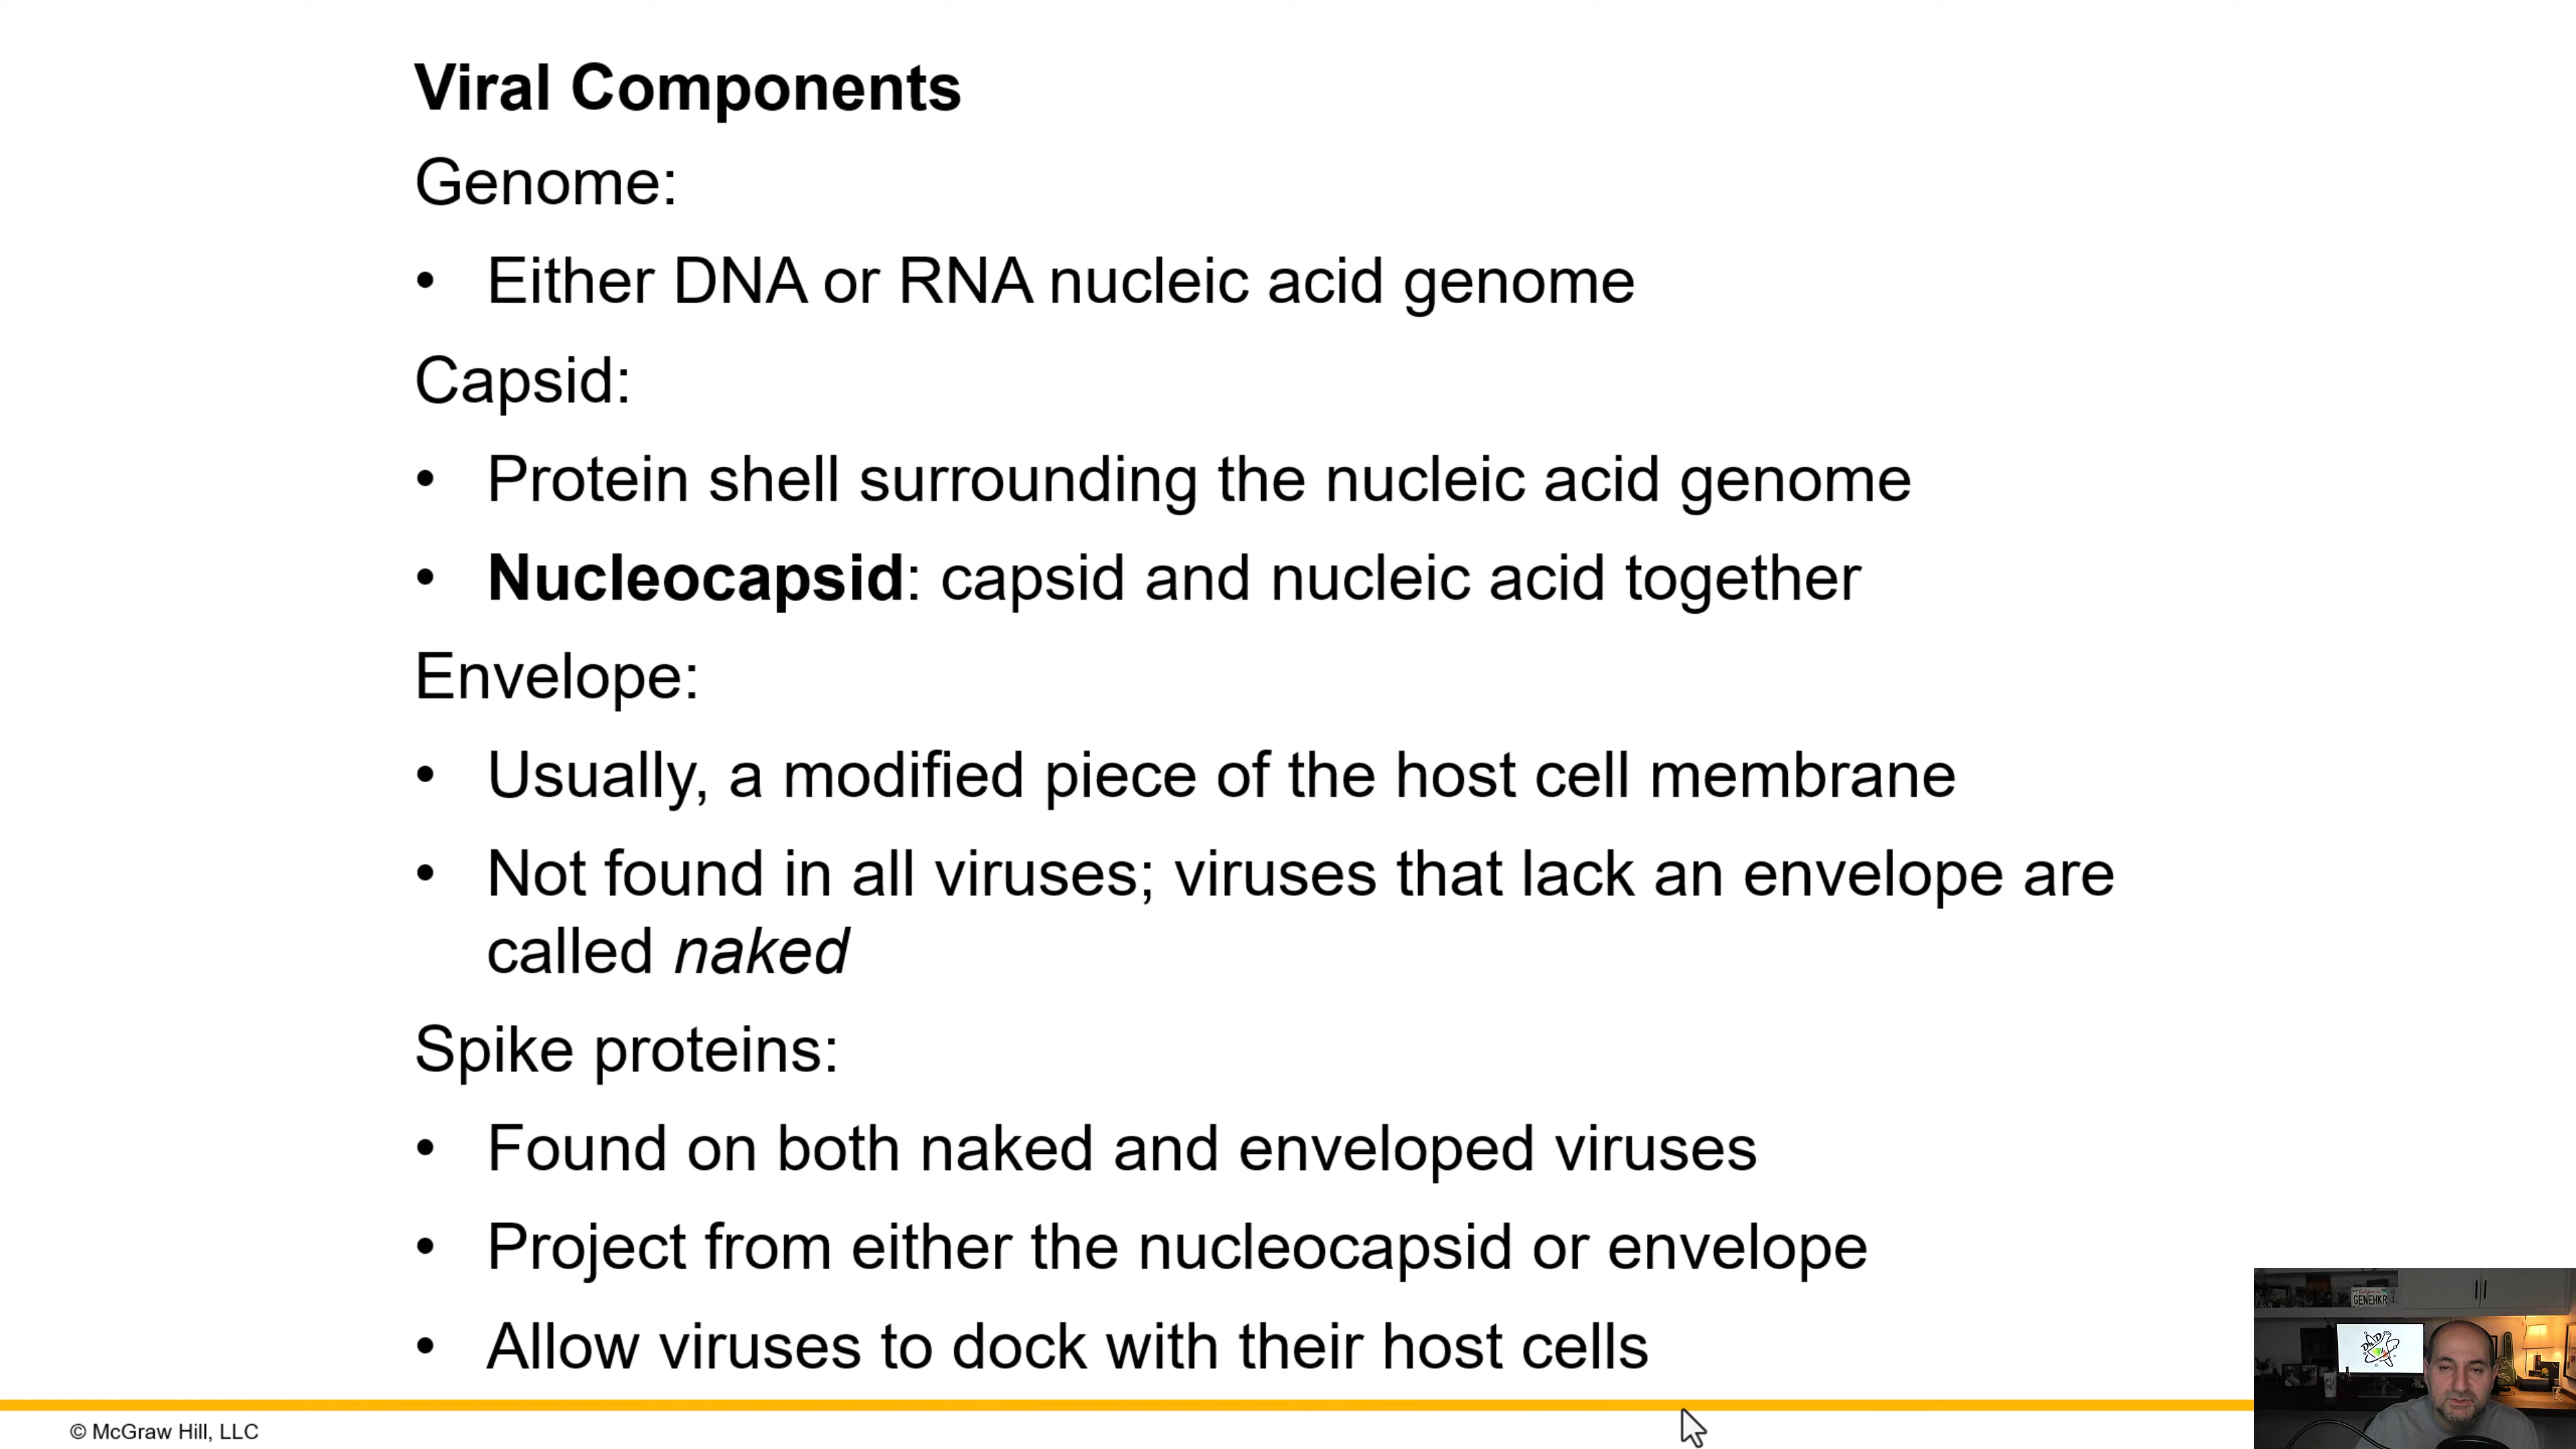 Viral Components
Genome:
• Either DNA or RNA nucleic acid genome
Capsid:
• Protein shell surrounding the nucleic acid genome
• Nucleocapsid: capsid and nucleic acid together
Envelope:
• Usually, a modified piece of the host cell membrane
• Not found in all viruses; viruses that lack an envelope are
called naked
Spike proteins:
• Found on both naked and enveloped viruses
• Project from either the nucleocapsid or envelope
• Allow viruses to dock with their host cells
© McGraw Hill, LLC
GENEHKR